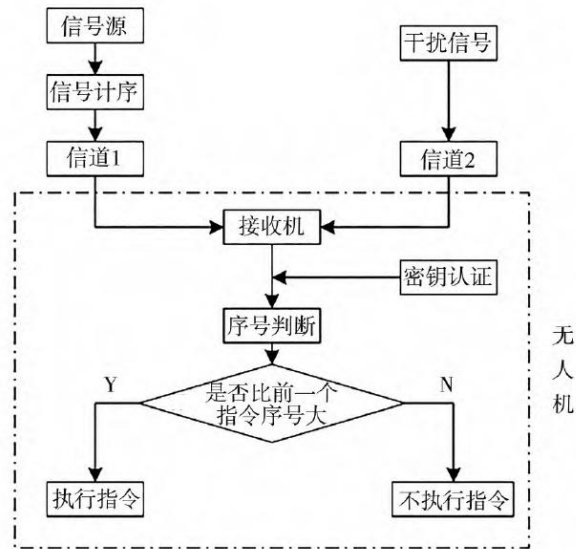 信号源
干扰信号
信号计序
信道1
信道2
接收机
密钥认证
序号判断
无
人
机
Y
是否比前一个
指令序号大
N
执行指令
不执行指令